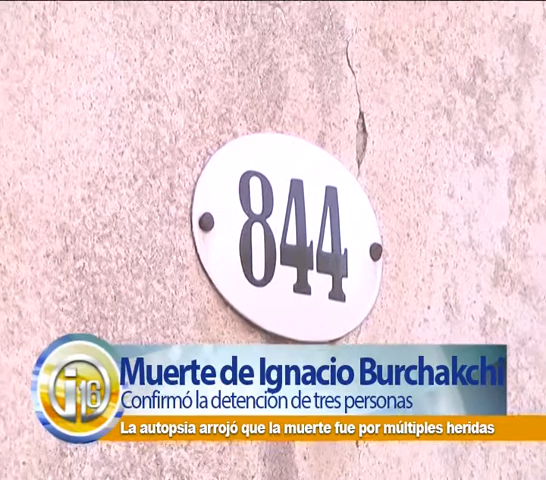 844
Muerte de Ignacio Burchakchi
Confirmó la detención de tres personas
La autopsia arrojó que la muerte fue por múltiples heridas